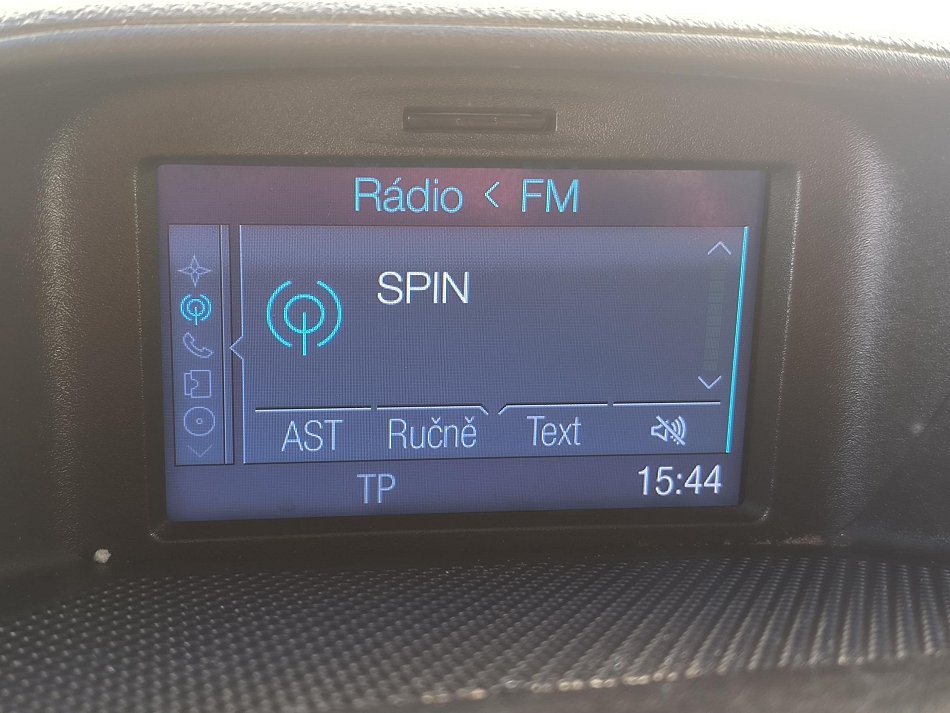 Rádio < FM
SPIN
AST Ručně Text
TP 15:44